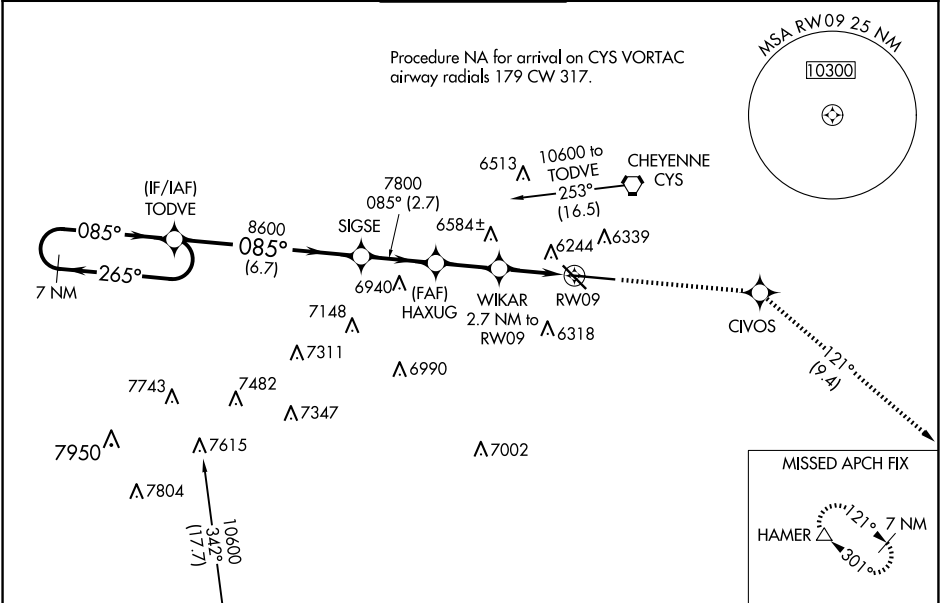 Procedure NA for arrival on CYS VORTAC
airway radials 179 CW 317.
MSA RW09 25 NM
10300
6513
10600 to
TODVE
253°
(16.5)
CHEYENNE
CYS
(IF/IAF)
TODVE
085°
265°
7 NM
8600
085°
(6.7)
SIGSE
7800
085° (2.7)
6584±
6244
6339
6940
(FAF)
HAXUG
WIKAR
2.7 NM to
RW09
RW09
6318
CIVOS
121°
(9.4)
7148
7311
6990
7743
7482
7347
7950
7615
7002
7804
10600
342°
(17.7)
MISSED APCH FIX
HAMER
121°
7 NM
301°